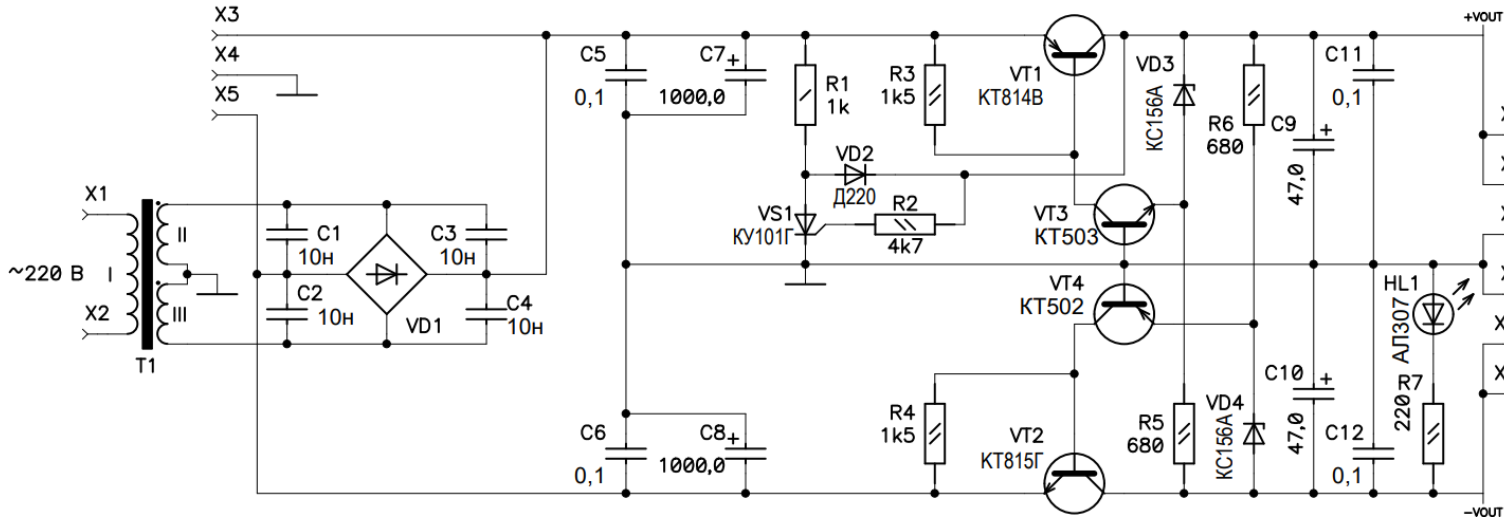 X3
X4
X5
X1
X2
~220 В
I
II
III
T1
C1
10н
C2
10н
C3
10н
C4
10н
VD1
C5
0,1
C7
+
1000,0
R1
1k
R3
1k5
VT1
КТ814В
VD3
КС156А
R6
680
C9
+
47,0
C11
0,1
+VOUT
VD2
Д220
VS1
КУ101Г
R2
4k7
VT3
КТ503
VT4
КТ502
HL1
АЛ307
C6
0,1
C8
+
1000,0
R4
1k5
VT2
КТ815Г
R5
680
VD4
КС156А
C10
+
47,0
C12
0,1
R7
220
-VOUT
X
X
X
X
X
X